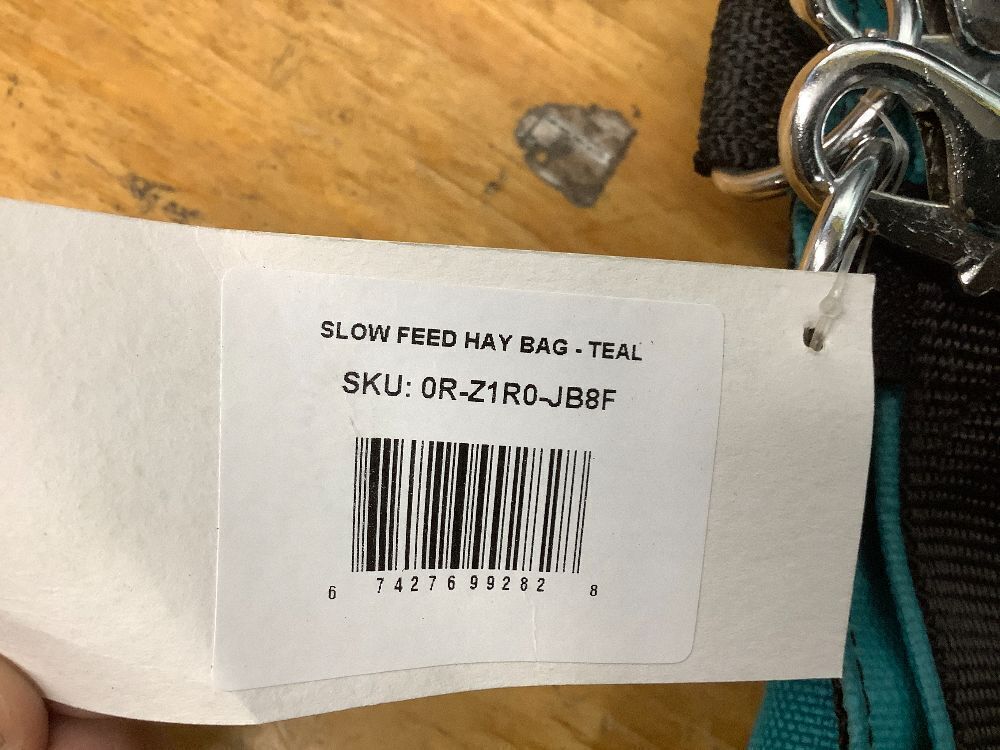 SLOW FEED HAY BAG - TEAL
SKU: 0R-Z1R0-JB8F
6 74276 99282 8